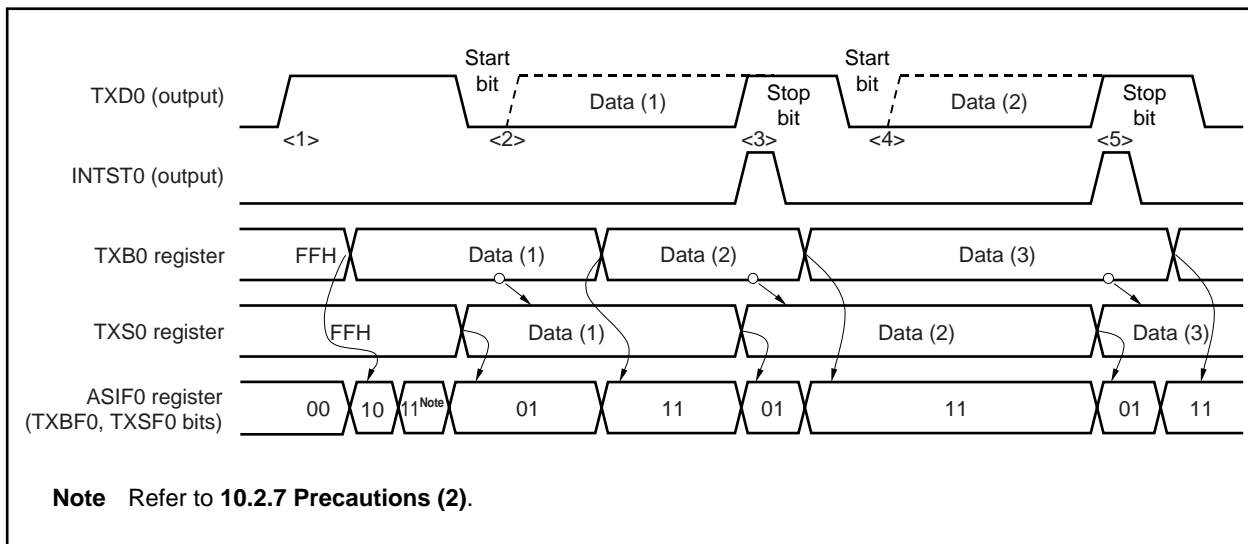 Start bit
Start bit
TXD0 (output)
Data (1)
Stop bit
Data (2)
Stop bit
<1>
<2>
<3>
<4>
<5>
INTST0 (output)
TXB0 register
FFH
Data (1)
Data (2)
Data (3)
TXS0 register
FFH
Data (1)
Data (2)
Data (3)
ASIF0 register
(TXBF0, TXSF0 bits)
00
10
11Note
01
11
01
11
01
11
Note Refer to 10.2.7 Precautions (2).